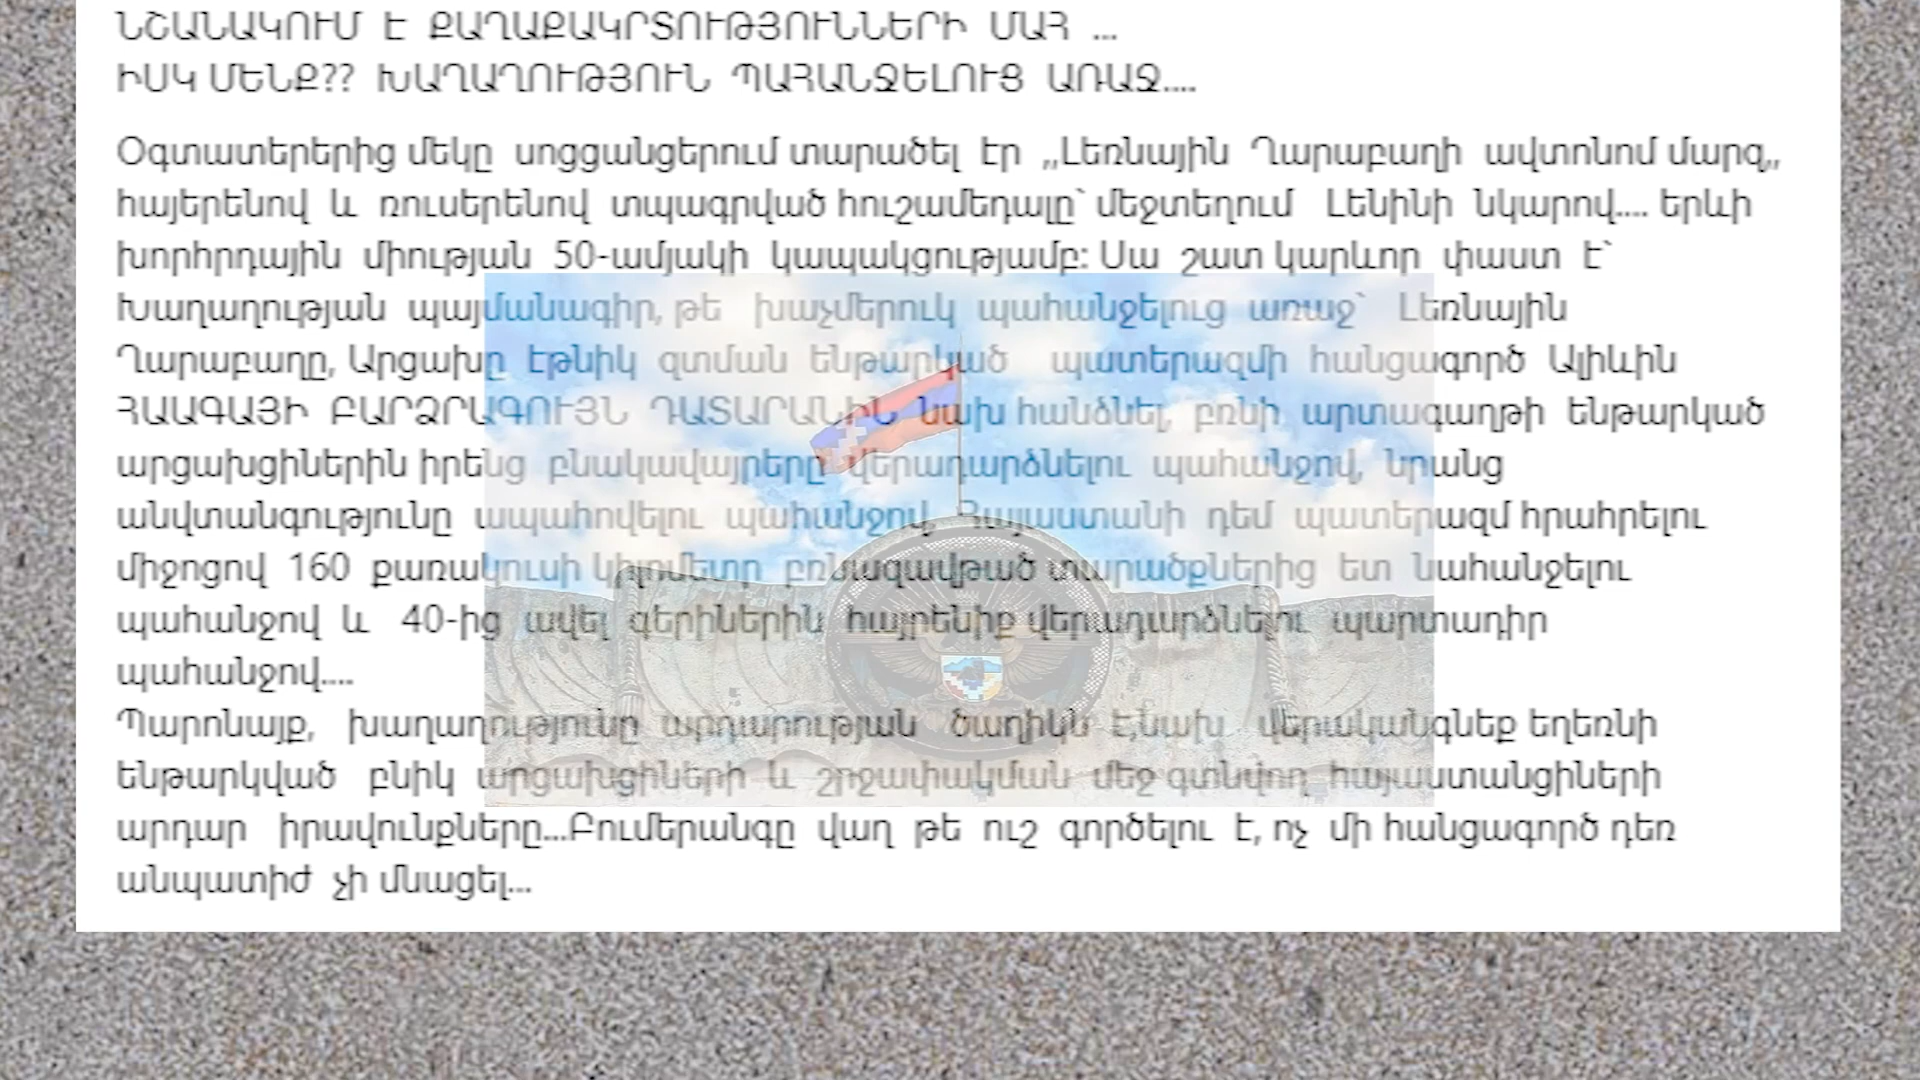 ՆՇԱՆԱԿՈՒՄ Է ՔԱՂԱՔԱԿՐՏՈՒԹՅՈՒՆՆԵՐԻ ՄԱՀ ...
ԻՍԿ ՄԵՆՔ?? ԽԱՂԱՂՈՒԹՅՈՒՆ ՊԱՀԱՆՋԵԼՈՒՑ ԱՌԱՋ....
Օգտատերերից մեկը սոցցանցերում տարածել էր ,,Լեռնային Ղարաբաղի ավտոնոմ մարզ,,
հայերենով և ռուսերենով տպագրված հուշամեդալը՝ մեջտեղում Լենինի նկարով.... երևի
խորհրդային միության 50-ամյակի կապակցությամբ: Սա շատ կարևոր փաստ է՝
Խաղաղության պայմանագիր, թե խաչմերուկ պահանջելուց առաջ՝ Լեռնային
Ղարաբաղը, Արցախը էթնիկ զտման ենթարկած պատերազմի հանցագործ Ալիևին
ՀԱԱԳԱՅԻ ԲԱՐՁՐԱԳՈՒՅՆ ԴԱՏԱՐԱՆԻՆ նախ հանձնել, բռնի արտագաղթի ենթարկած
արցախցիներին իրենց բնակավայրերը վերադարձնելու պահանջով, նրանց
անվտանգությունը ապահովելու պահանջով, Հայաստանի դեմ պատերազմ հրահրելու
միջոցով 160 քառակուսի կիլոմետր բռնազավթած տարածքներից ետ նահանջելու
պահանջով և 40-ից ավել գերիներին հայրենիք վերադարձնելու պարտադիր
պահանջով....
Պարոնայք, խաղաղությունը արդարության ծաղիկն է,նախ վերականգնեք եղեռնի
ենթարկված բնիկ արցախցիների և շրջափակման մեջ գտնվող հայաստանցիների
արդար իրավունքները...Բումերանգը վաղ թե ուշ գործելու է, ոչ մի հանցագործ դեռ
անպատիժ չի մնացել...